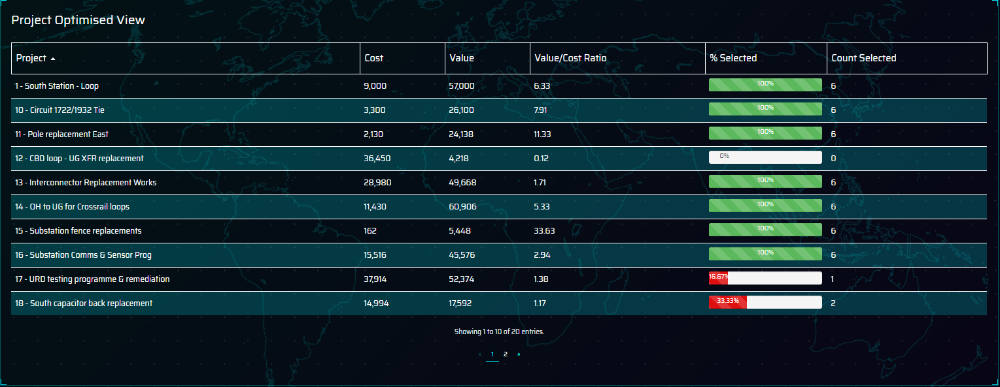 Project Optimised View
Project Cost Value Value/Cost Ratio % Selected Count Selected
1 - South Station - Loop 9,000 57,000 6.33 100% 6
10 - Circuit 1722/1932 Tie 3,300 26,100 7.91 100% 6
11 - Pole replacement East 2,130 24,138 11.33 100% 6
12 - CBD loop - UG XFR replacement 36,450 4,218 0.12 0% 0
13 - Interconnector Replacement Works 28,980 49,668 1.71 100% 6
14 - OH to UG for Crossrail loops 11,430 60,906 5.33 100% 6
15 - Substation fence replacements 162 5,448 33.63 100% 6
16 - Substation Comms & Sensor Prog 15,516 45,576 2.94 100% 6
17 - URD testing programme & remediation 37,914 52,374 1.38 16.67% 1
18 - South capacitor back replacement 14,994 17,592 1.17 33.33% 2
Showing 1 to 10 of 20 entries.
« 1 2 »